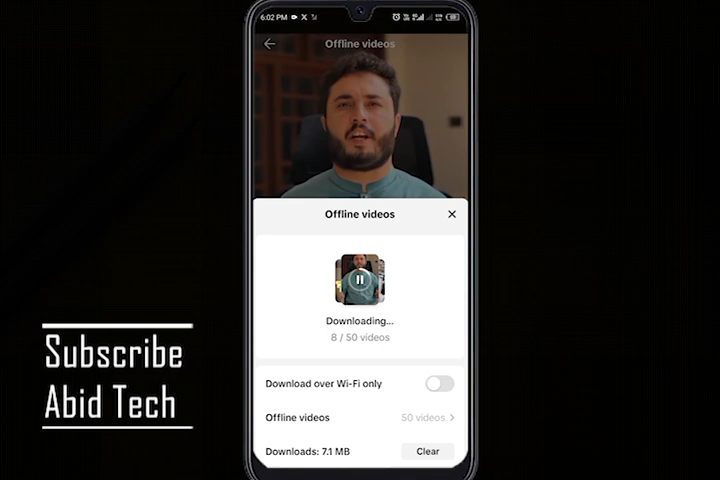 6:02 PM
Offline videos
Offline videos
Downloading...
8 / 50 videos
Download over Wi-Fi only
Offline videos 50 videos
Downloads: 7.1 MB Clear
Subscribe
Abid Tech